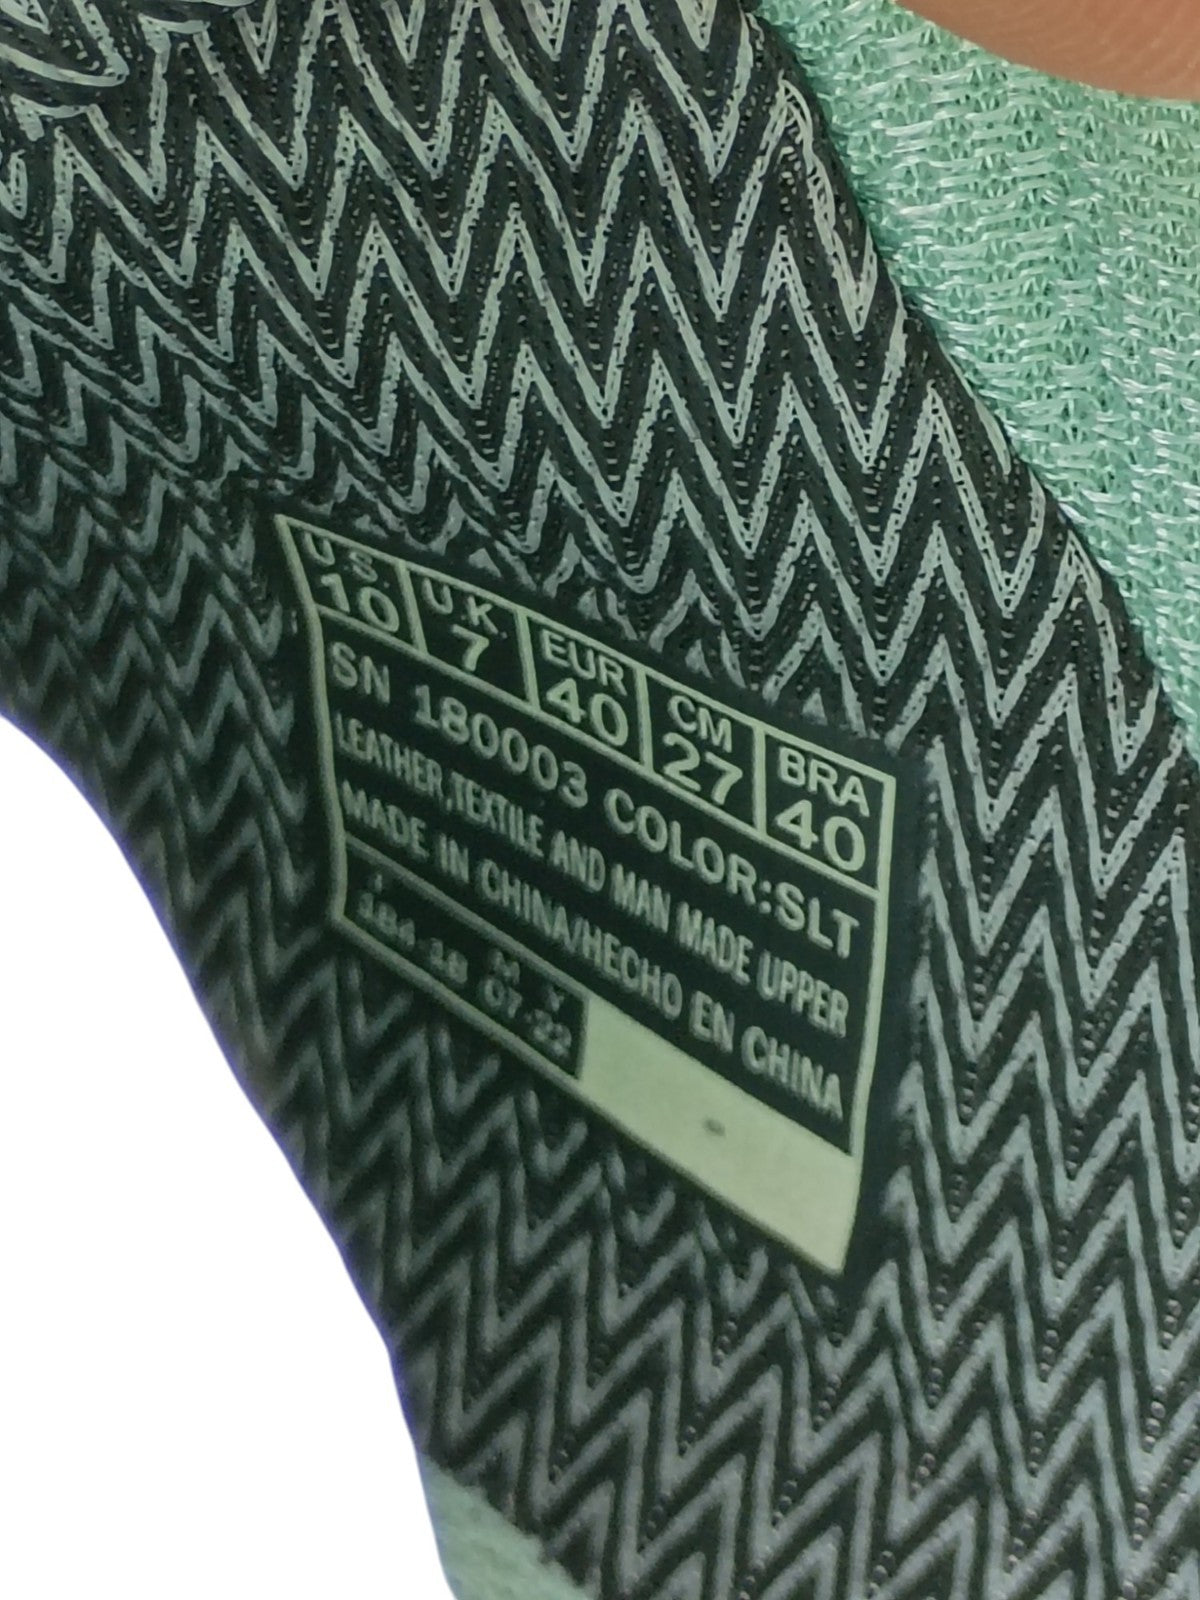 U.S. U.K. EUR CM BRA
10 7 40 27 40
SN 180003 COLOR:SLT
LEATHER,TEXTILE AND MAN MADE UPPER
MADE IN CHINA/HECHO EN CHINA
M Y
07-22